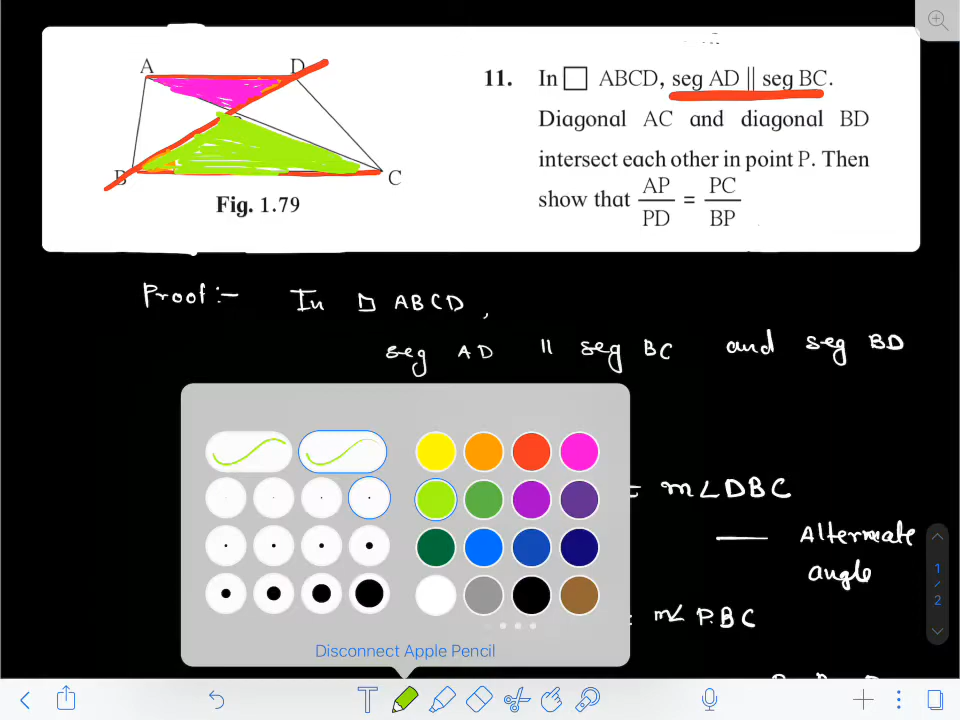 A D
11. In □ ABCD, seg AD || seg BC.
Diagonal AC and diagonal BD
intersect each other in point P. Then
show that AP/PD = PC/BP
B C
Fig. 1.79
Proof :- In □ ABCD,
seg AD || seg BC and seg BD
= m∠DBC
— Alternate
angle
= m∠ PBC
Disconnect Apple Pencil
1
/
2
T